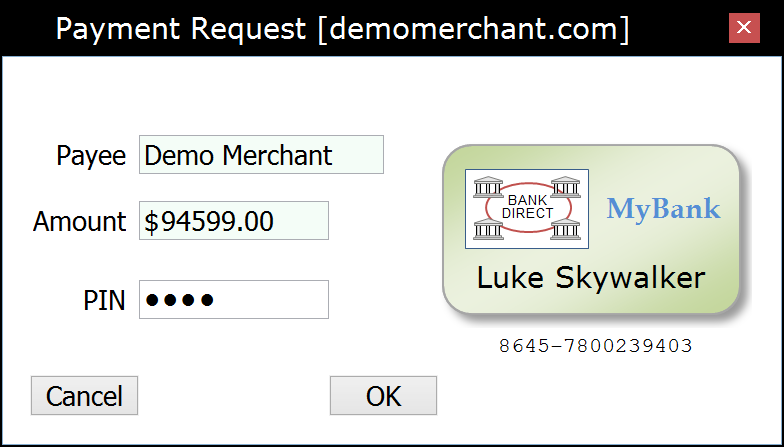 Payment Request [demomerchant.com]
Payee Demo Merchant
Amount $94599.00
PIN ●●●●
BANK
DIRECT
MyBank
Luke Skywalker
8645-7800239403
Cancel OK